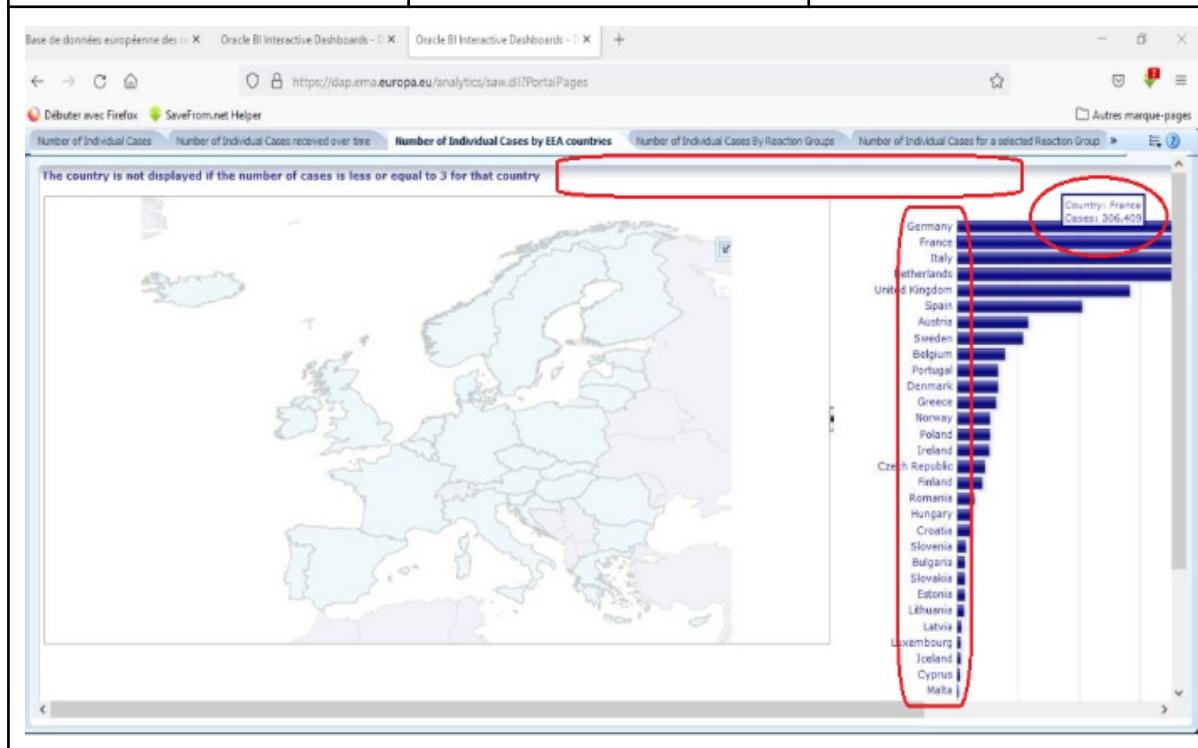 Base de données européenne des
Oracle BI Interactive Dashboards -
Oracle BI Interactive Dashboards -
https://dap.ema.europa.eu/analytics/saw.dll?PortalPages
Débuter avec Firefox
SaveFrom.net Helper
Autres marque-pages
Number of Individual Cases
Number of Individual Cases received over time
Number of Individual Cases by EEA countries
Number of Individual Cases By Reaction Groups
Number of Individual Cases for a selected Reaction Group
The country is not displayed if the number of cases is less or equal to 3 for that country
Country: France
Cases: 306,409
Germany
France
Italy
Netherlands
United Kingdom
Spain
Austria
Sweden
Belgium
Portugal
Denmark
Greece
Norway
Poland
Ireland
Czech Republic
Finland
Romania
Hungary
Croatia
Slovenia
Bulgaria
Slovakia
Estonia
Lithuania
Latvia
Luxembourg
Iceland
Cyprus
Malta